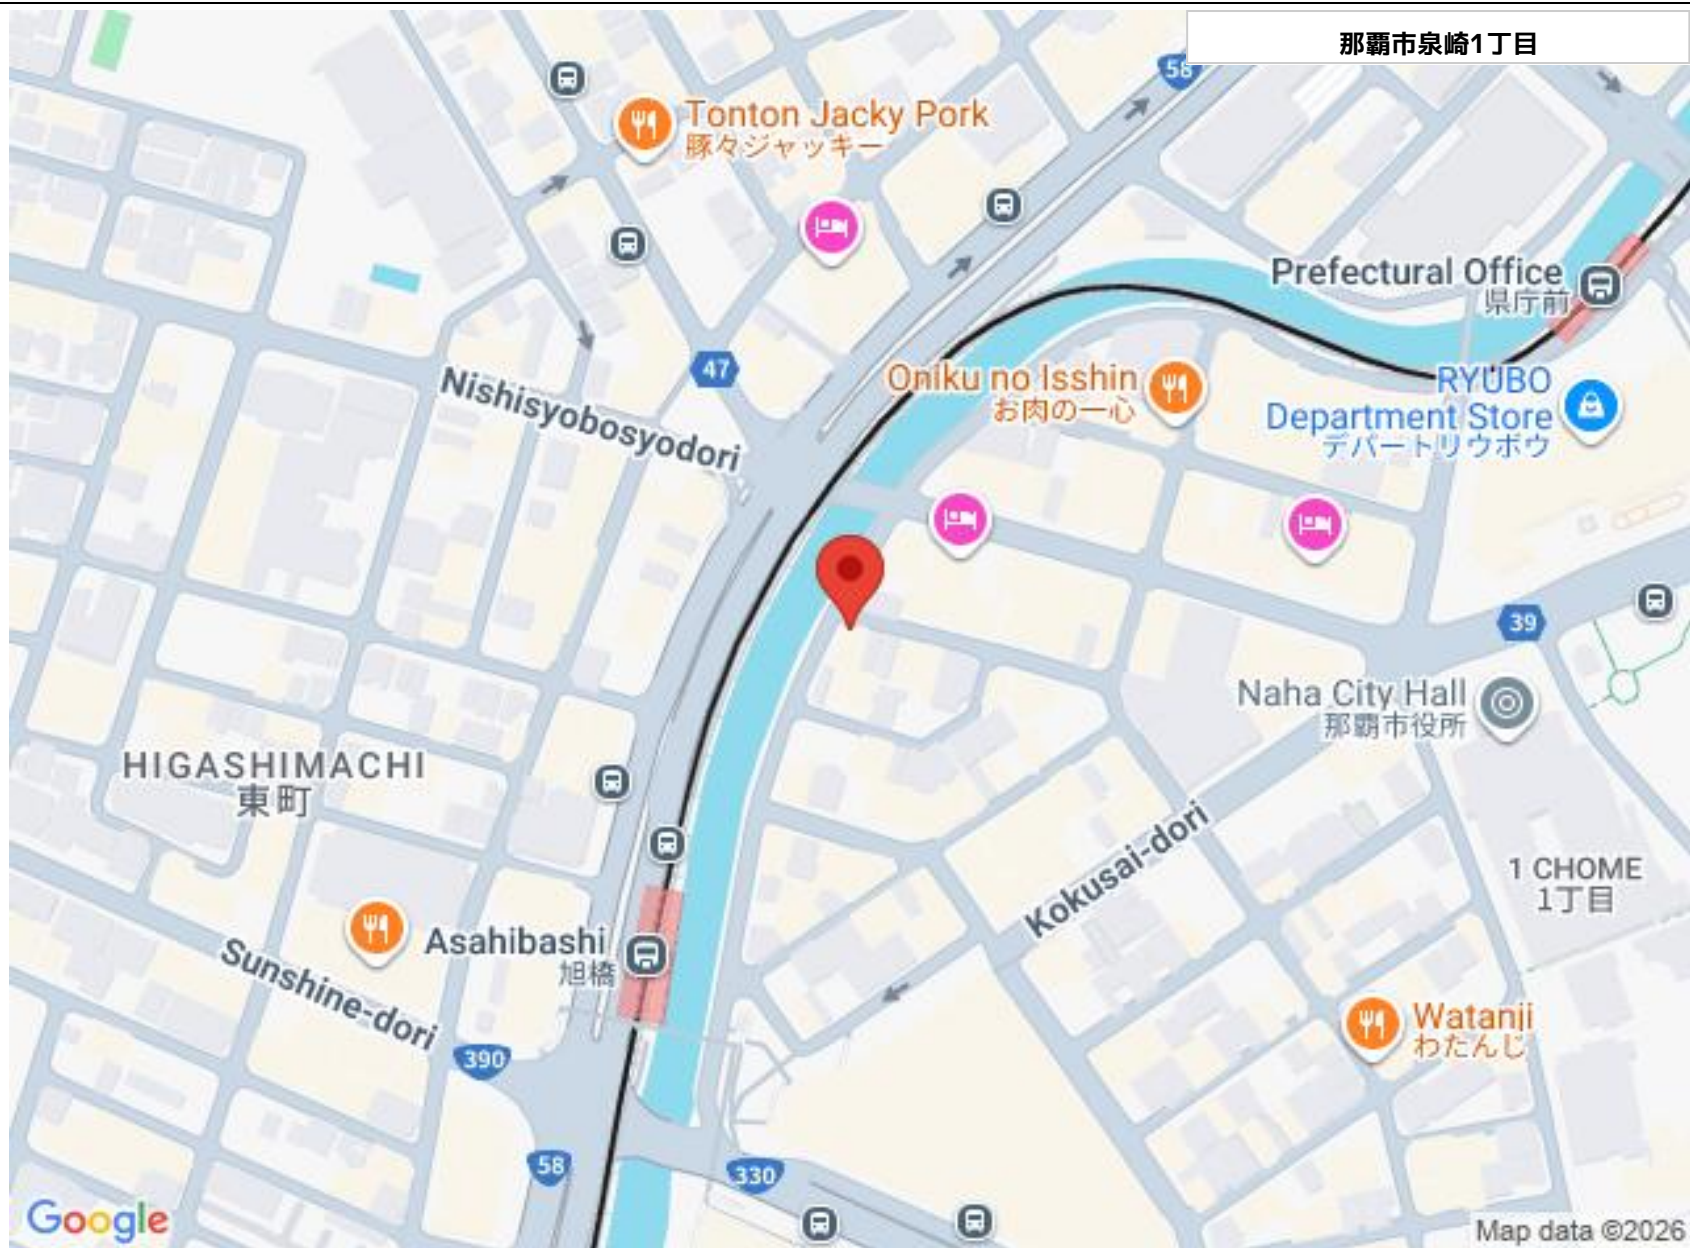 那覇市泉崎1丁目
58
Tonton Jacky Pork
豚々ジャッキー
Prefectural Office
県庁前
47
Nishisyobosyodori
Oniku no Isshin
お肉の一心
RYUBO
Department Store
デパートリウボウ
39
Naha City Hall
那覇市役所
HIGASHIMACHI
東町
Kokusai-dori
1 CHOME
1丁目
Asahibashi
旭橋
Sunshine-dori
390
Watanji
わたんじ
58
330
Google
Map data ©2026